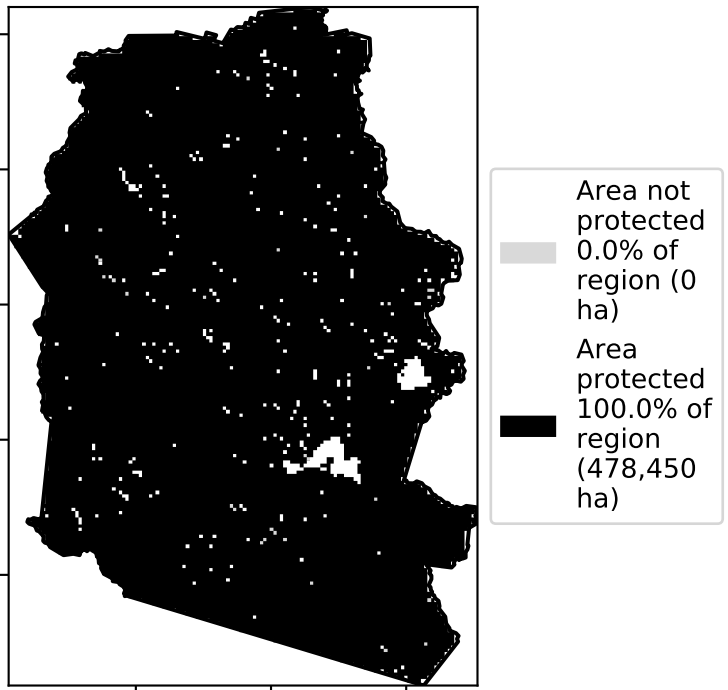 Area not
protected
0.0% of
region (0
ha)
Area
protected
100.0% of
region
(478,450
ha)